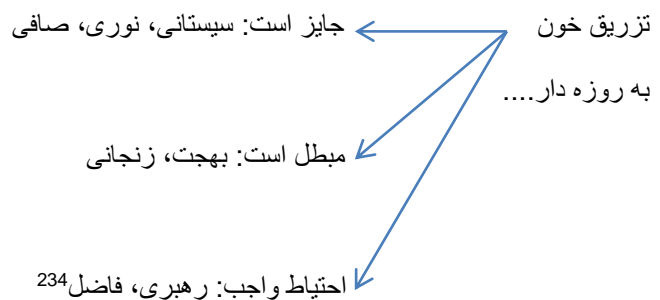 تزریق خون
جایز است: سیستانی، نوری، صافی
به روزه دار....
مبطل است: بهجت، زنجانی
احتیاط واجب: رهبری، فاضل234